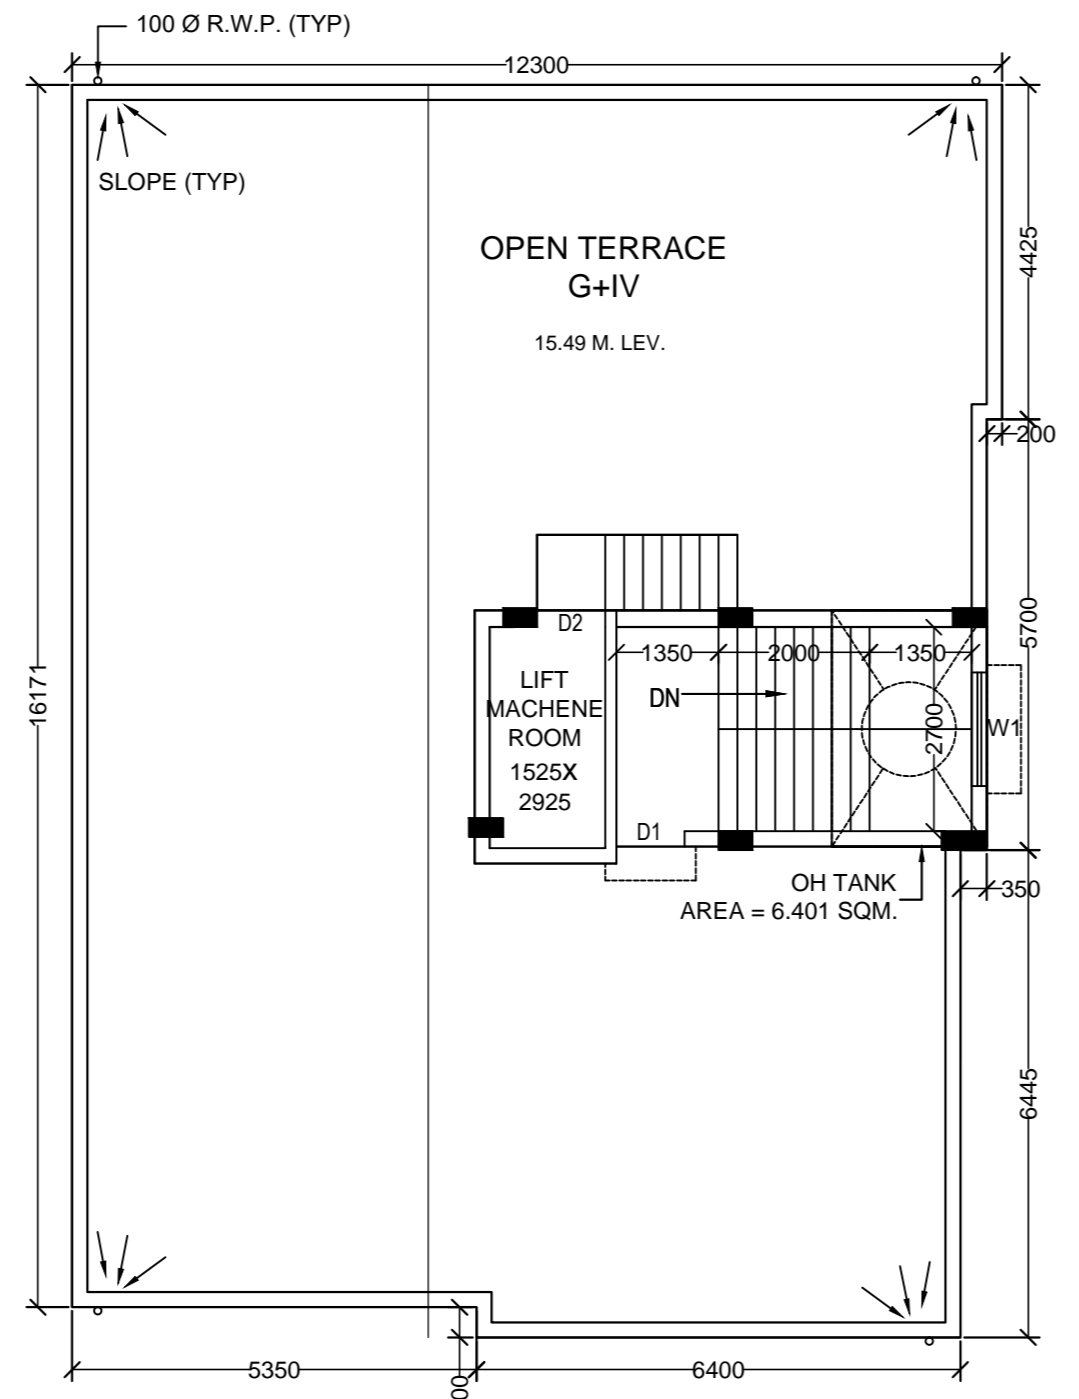 100 Ø R.W.P. (TYP)
12300
SLOPE (TYP)
OPEN TERRACE
G+IV
15.49 M. LEV.
4425
200
5700
16171
D2
1350
2000
1350
LIFT
MACHENE
ROOM
1525X
2925
DN
2700
W1
D1
OH TANK
AREA = 6.401 SQM.
350
6445
5350
6400